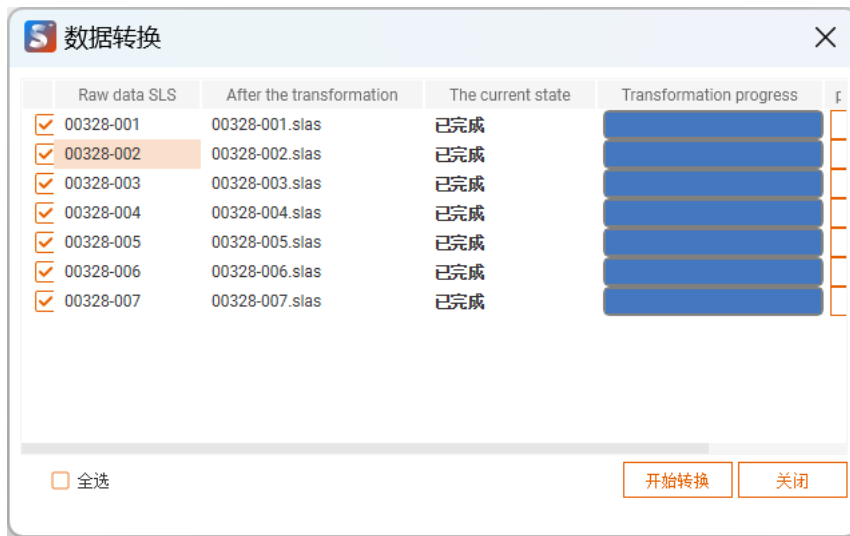 数据转换
Raw data SLS After the transformation The current state Transformation progress
00328-001 00328-001.slas 已完成
00328-002 00328-002.slas 已完成
00328-003 00328-003.slas 已完成
00328-004 00328-004.slas 已完成
00328-005 00328-005.slas 已完成
00328-006 00328-006.slas 已完成
00328-007 00328-007.slas 已完成
全选 开始转换 关闭